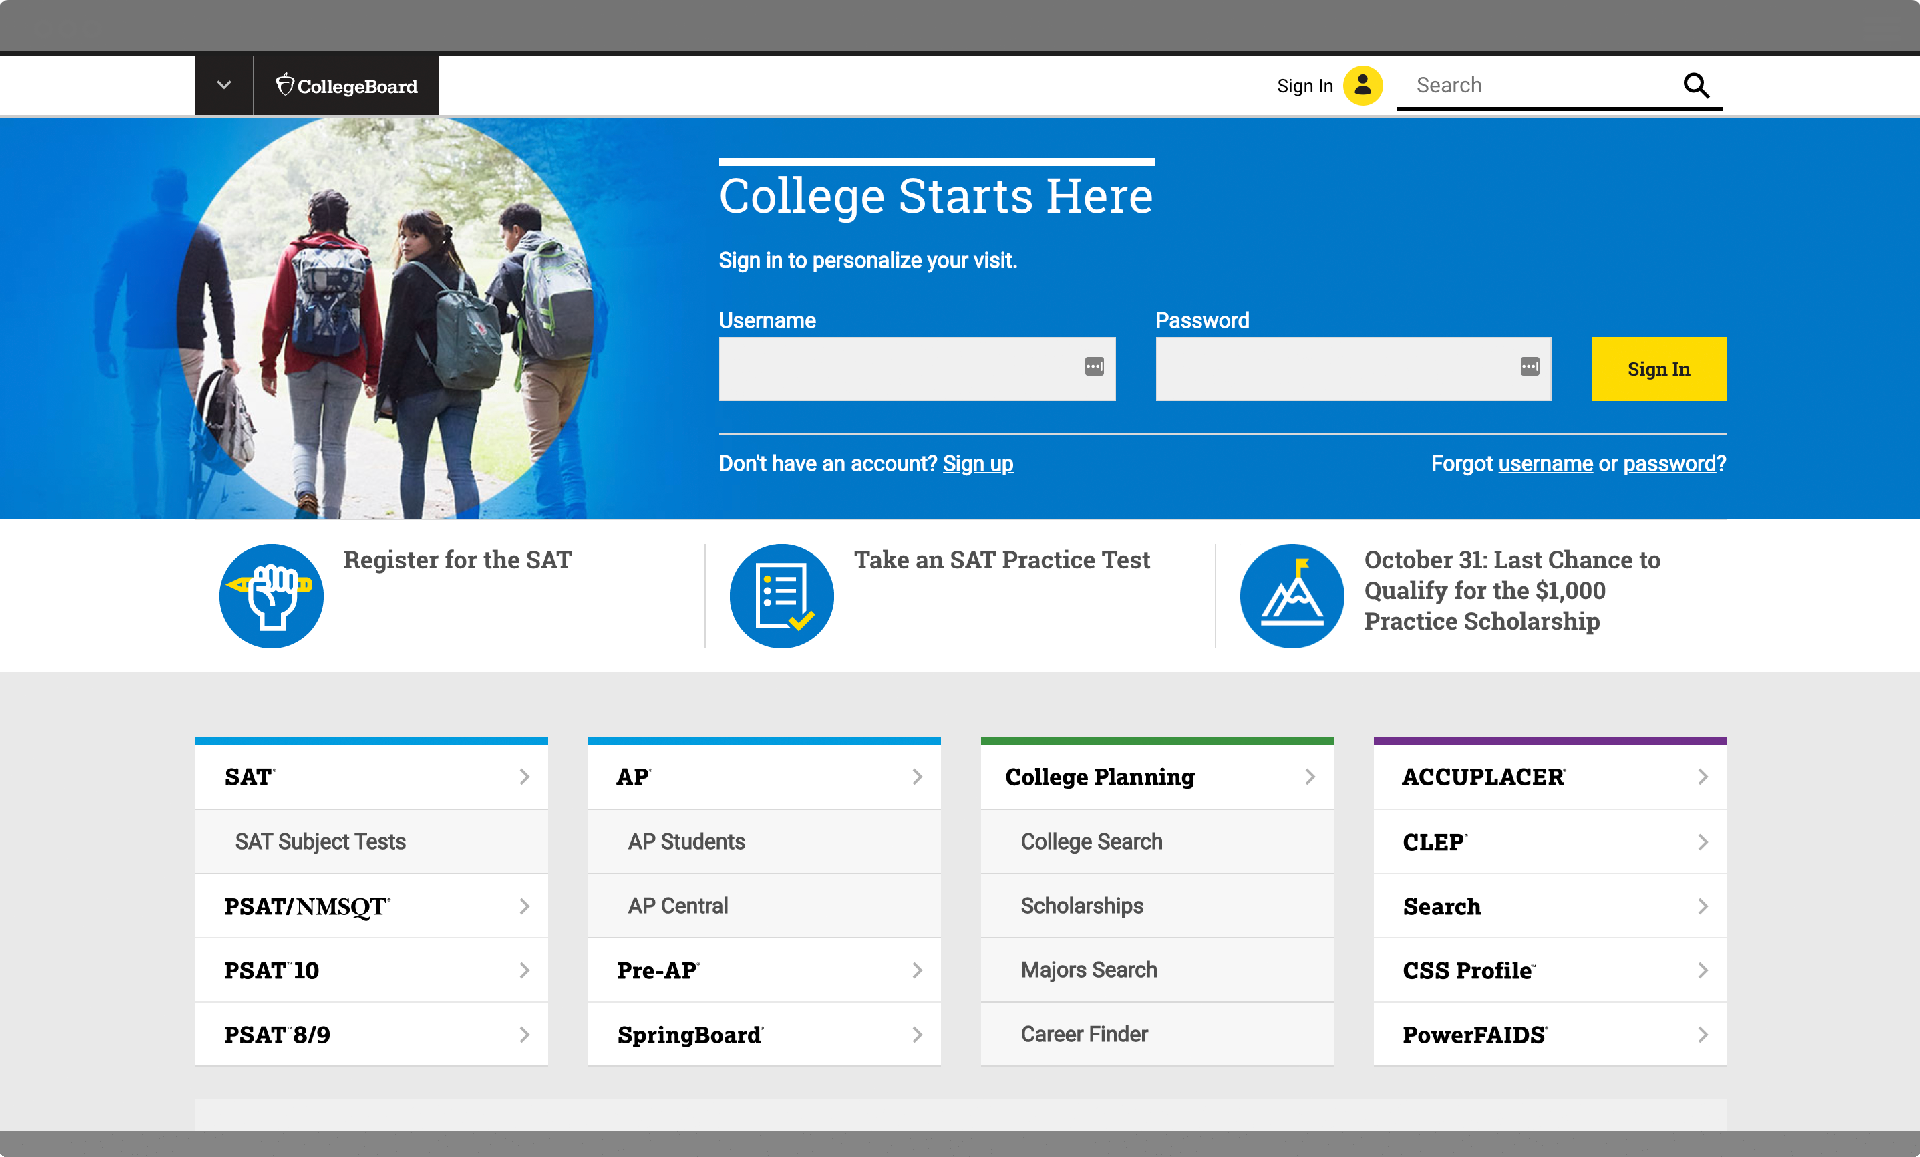 CollegeBoard
Sign In
Search
College Starts Here
Sign in to personalize your visit.
Username
Password
Sign In
Don't have an account? Sign up
Forgot username or password?
Register for the SAT
Take an SAT Practice Test
October 31: Last Chance to
Qualify for the $1,000
Practice Scholarship
SAT®
SAT Subject Tests
PSAT/NMSQT®
PSAT™ 10
PSAT™ 8/9
AP®
AP Students
AP Central
Pre-AP®
SpringBoard®
College Planning
College Search
Scholarships
Majors Search
Career Finder
ACCUPLACER®
CLEP®
Search
CSS Profile™
PowerFAIDS®